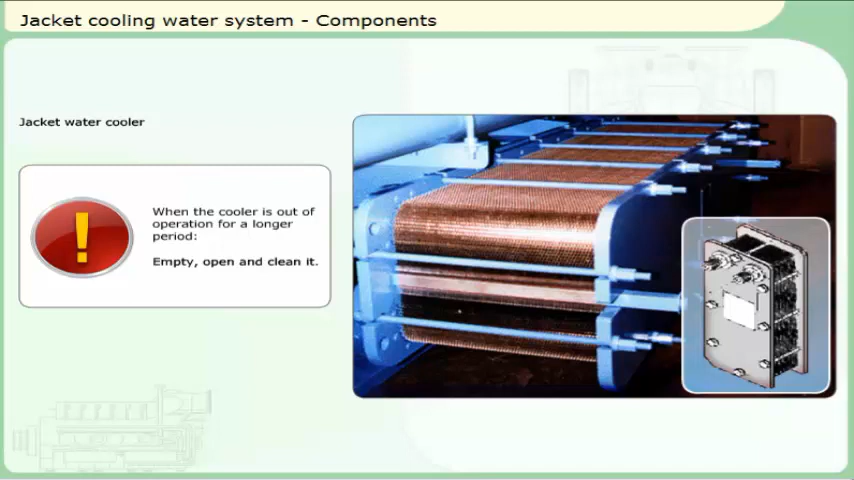 Jacket cooling water system - Components
Jacket water cooler
When the cooler is out of
operation for a longer
period:
Empty, open and clean it.